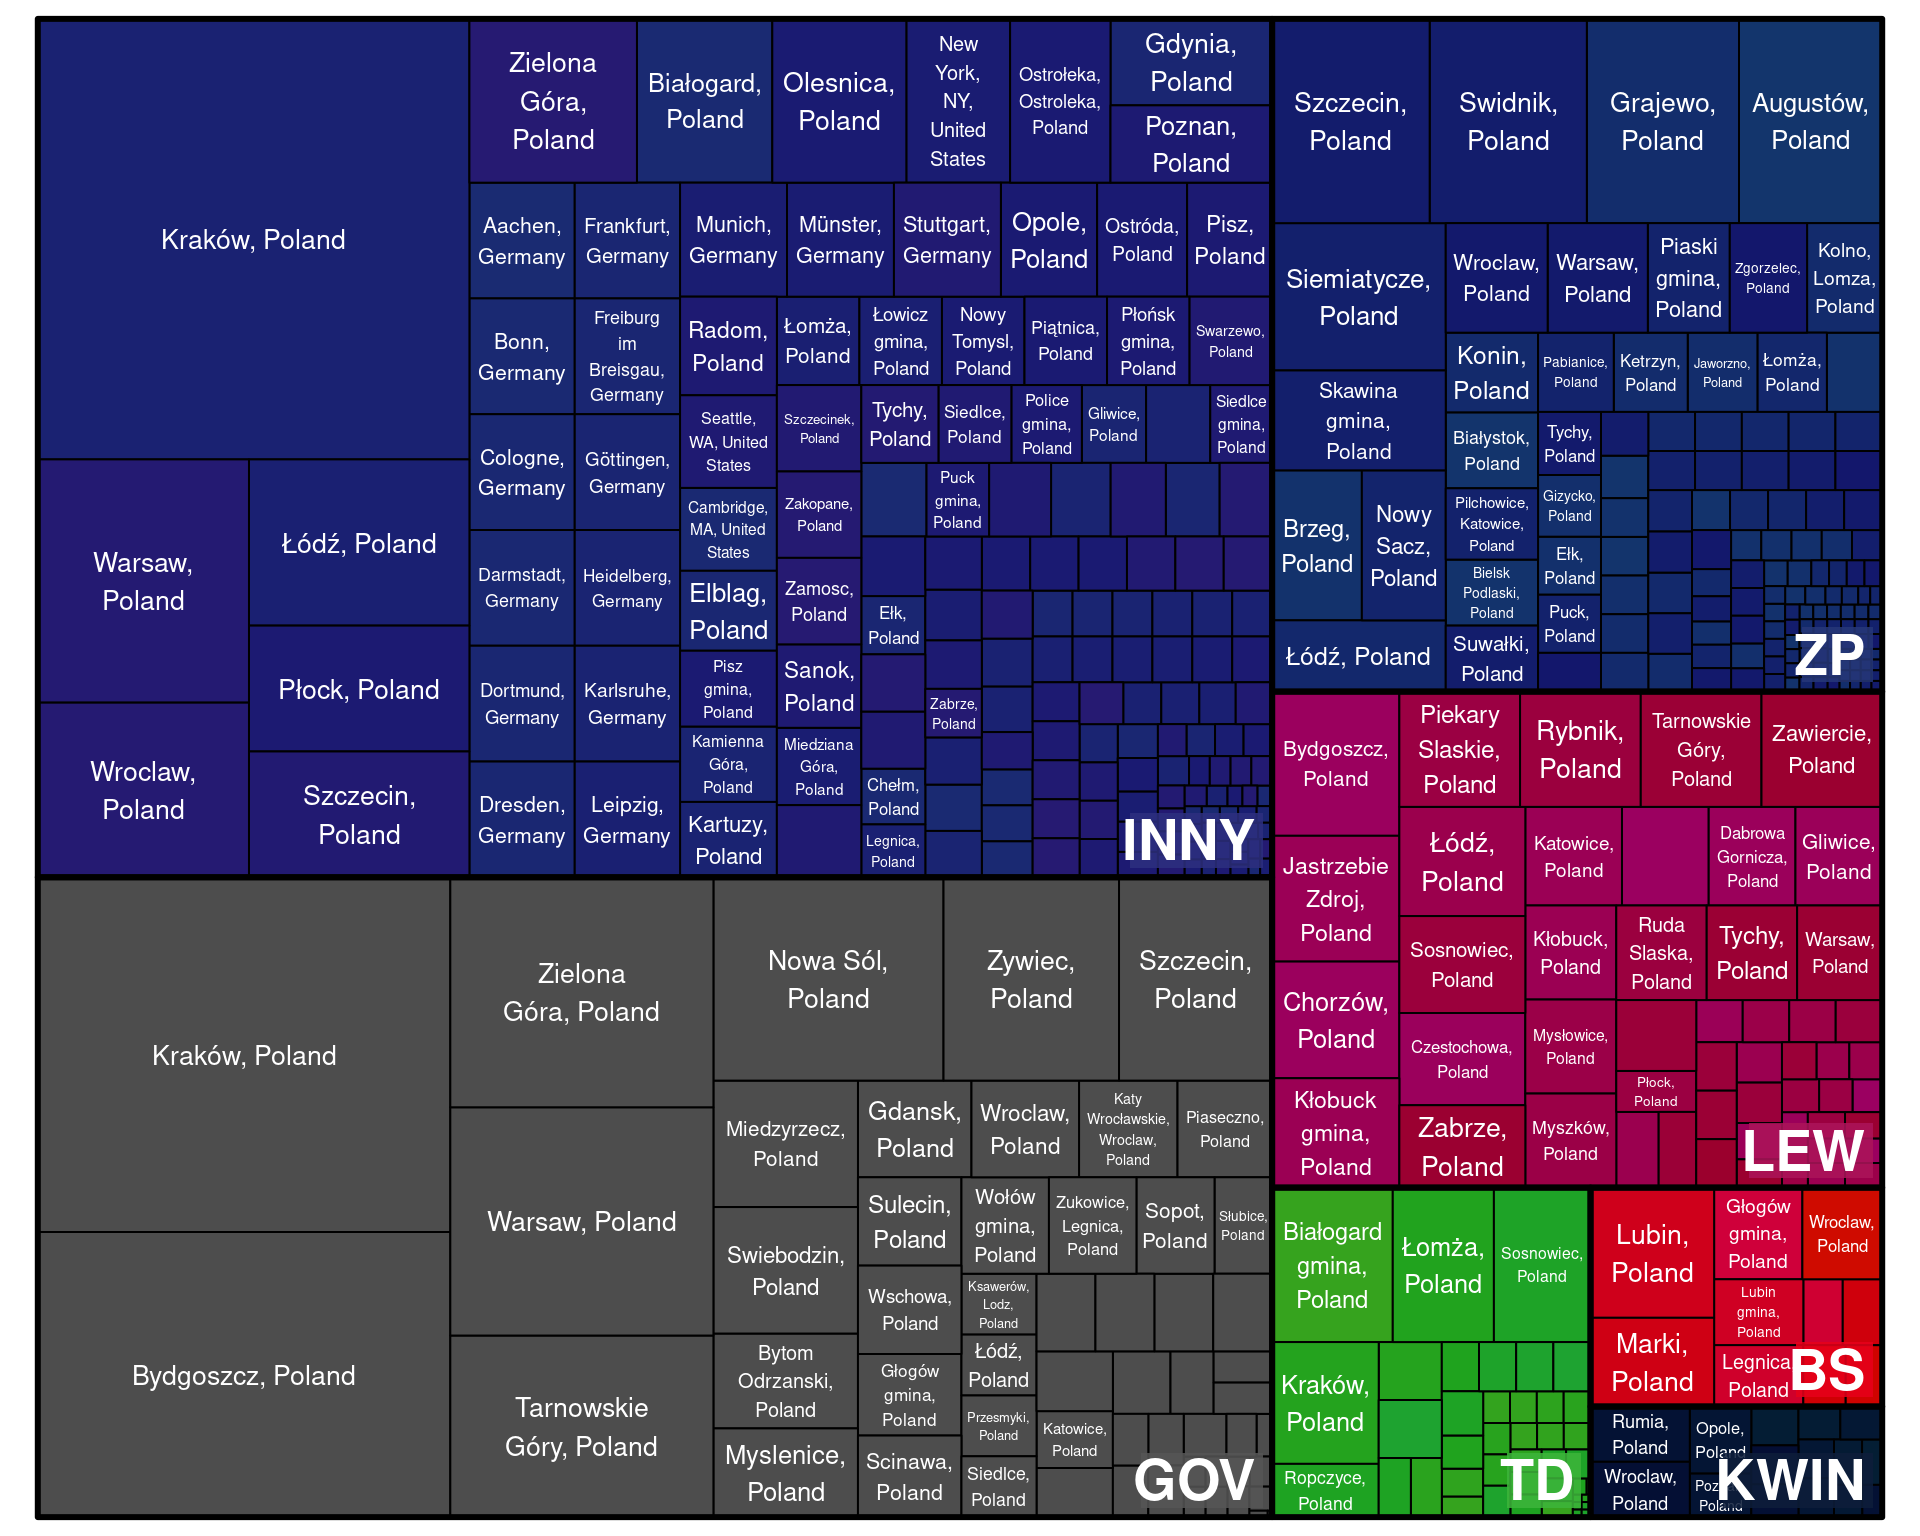 Kraków, Poland
Warsaw,
Poland
Wroclaw,
Poland
Łódź, Poland
Płock, Poland
Szczecin,
Poland
Zielona
Góra,
Poland
Białogard,
Poland
Olesnica,
Poland
New
York,
NY,
United
States
Ostrołeka,
Ostroleka,
Poland
Gdynia,
Poland
Poznan,
Poland
Aachen,
Germany
Frankfurt,
Germany
Bonn,
Germany
Freiburg
im
Breisgau,
Germany
Cologne,
Germany
Göttingen,
Germany
Darmstadt,
Germany
Heidelberg,
Germany
Dortmund,
Germany
Karlsruhe,
Germany
Dresden,
Germany
Leipzig,
Germany
Munich,
Germany
Münster,
Germany
Stuttgart,
Germany
Opole,
Poland
Ostróda,
Poland
Pisz,
Poland
Radom,
Poland
Seattle,
WA, United
States
Cambridge,
MA, United
States
Elblag,
Poland
Pisz
gmina,
Poland
Kamienna
Góra,
Poland
Kartuzy,
Poland
Łomża,
Poland
Łowicz
gmina,
Poland
Nowy
Tomysl,
Poland
Piątnica,
Poland
Płońsk
gmina,
Poland
Swarzewo,
Poland
Szczecinek,
Poland
Zakopane,
Poland
Zamosc,
Poland
Sanok,
Poland
Miedziana
Góra,
Poland
Tychy,
Poland
Siedlce,
Poland
Police
gmina,
Poland
Gliwice,
Poland
Siedlce
gmina,
Poland
Puck
gmina,
Poland
Ełk,
Poland
Zabrze,
Poland
Chełm,
Poland
Legnica,
Poland
INNY
Szczecin,
Poland
Swidnik,
Poland
Grajewo,
Poland
Augustów,
Poland
Siemiatycze,
Poland
Skawina
gmina,
Poland
Brzeg,
Poland
Nowy
Sacz,
Poland
Łódź, Poland
Wroclaw,
Poland
Warsaw,
Poland
Piaski
gmina,
Poland
Zgorzelec,
Poland
Kolno,
Lomza,
Poland
Konin,
Poland
Pabianice,
Poland
Ketrzyn,
Poland
Jaworzno,
Poland
Łomża,
Poland
Białystok,
Poland
Pilchowice,
Katowice,
Poland
Bielsk
Podlaski,
Poland
Suwałki,
Poland
Tychy,
Poland
Gizycko,
Poland
Ełk,
Poland
Puck,
Poland
ZP
Kraków, Poland
Bydgoszcz, Poland
Zielona
Góra, Poland
Warsaw, Poland
Tarnowskie
Góry, Poland
Nowa Sól,
Poland
Zywiec,
Poland
Szczecin,
Poland
Miedzyrzecz,
Poland
Swiebodzin,
Poland
Bytom
Odrzanski,
Poland
Myslenice,
Poland
Gdansk,
Poland
Wroclaw,
Poland
Katy
Wrocławskie,
Wroclaw,
Poland
Piaseczno,
Poland
Sulecin,
Poland
Wschowa,
Poland
Głogów
gmina,
Poland
Scinawa,
Poland
Wołów
gmina,
Poland
Zukowice,
Legnica,
Poland
Sopot,
Poland
Słubice,
Poland
Ksawerów,
Lodz,
Poland
Łódź,
Poland
Przesmyki,
Poland
Siedlce,
Poland
Katowice,
Poland
GOV
Bydgoszcz,
Poland
Jastrzebie
Zdroj,
Poland
Chorzów,
Poland
Kłobuck
gmina,
Poland
Piekary
Slaskie,
Poland
Rybnik,
Poland
Tarnowskie
Góry,
Poland
Zawiercie,
Poland
Łódź,
Poland
Sosnowiec,
Poland
Czestochowa,
Poland
Zabrze,
Poland
Katowice,
Poland
Dabrowa
Gornicza,
Poland
Gliwice,
Poland
Kłobuck,
Poland
Ruda
Slaska,
Poland
Tychy,
Poland
Warsaw,
Poland
Mysłowice,
Poland
Myszków,
Poland
Płock,
Poland
LEW
Białogard
gmina,
Poland
Łomża,
Poland
Sosnowiec,
Poland
Kraków,
Poland
Ropczyce,
Poland
TD
Lubin,
Poland
Marki,
Poland
Głogów
gmina,
Poland
Wroclaw,
Poland
Lubin
gmina,
Poland
Legnica
Poland
BS
Rumia,
Poland
Wroclaw,
Poland
Opole,
Poland
Poland
KWIN